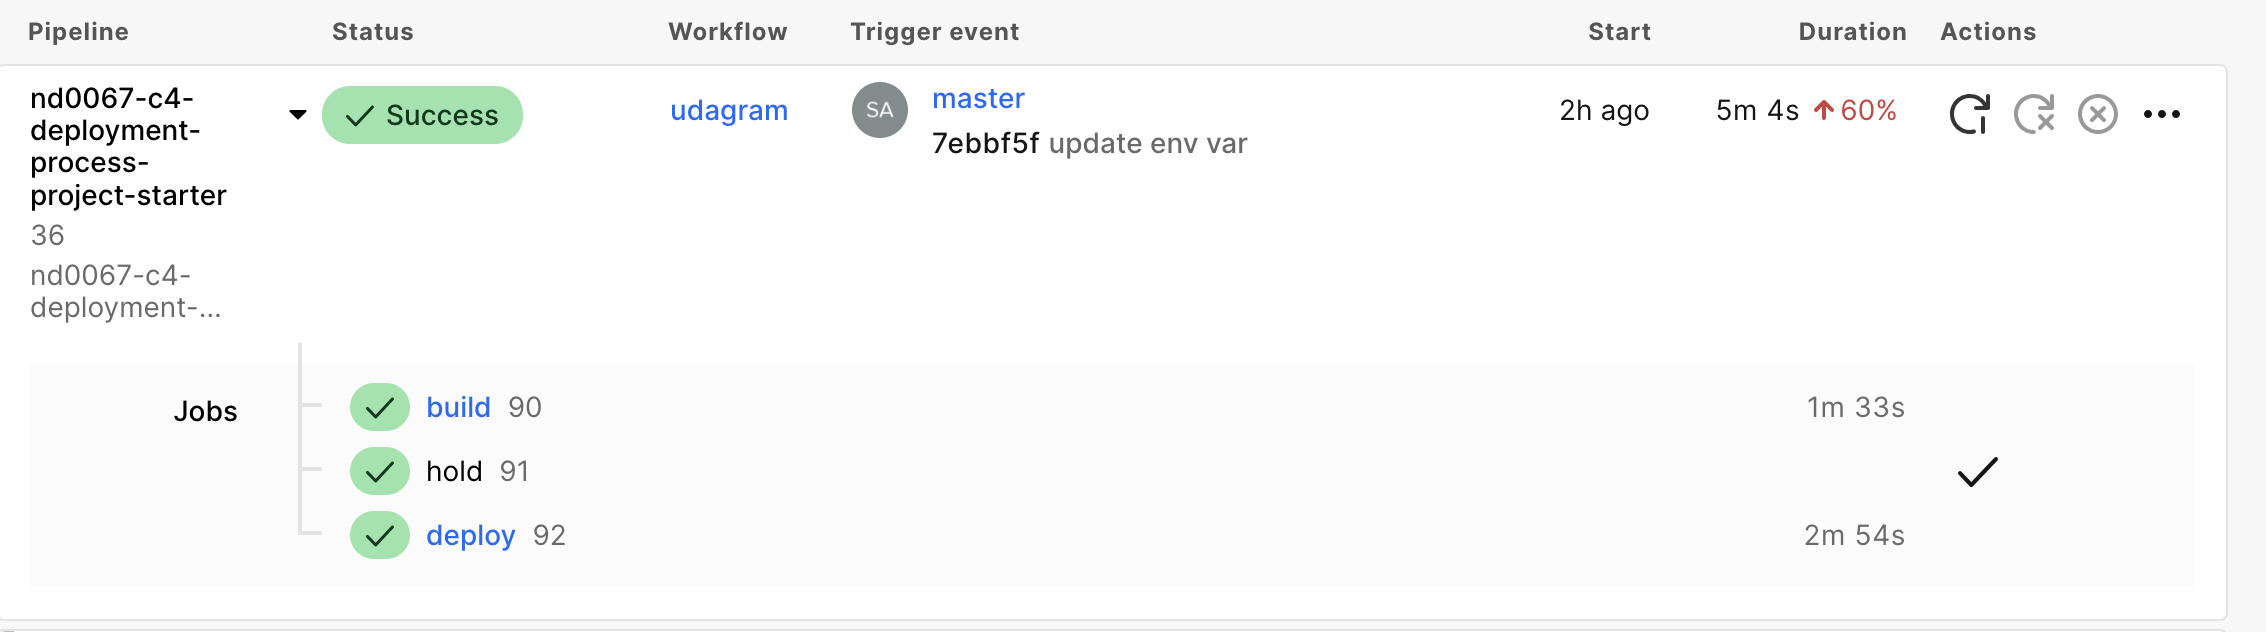 Pipeline Status Workflow Trigger event Start Duration Actions
nd0067-c4-
deployment-
process-
project-starter
36
nd0067-c4-
deployment-...
Success
udagram
SA
master
7ebbf5f update env var
2h ago
5m 4s 60%
Jobs
build 90 1m 33s
hold 91
deploy 92 2m 54s